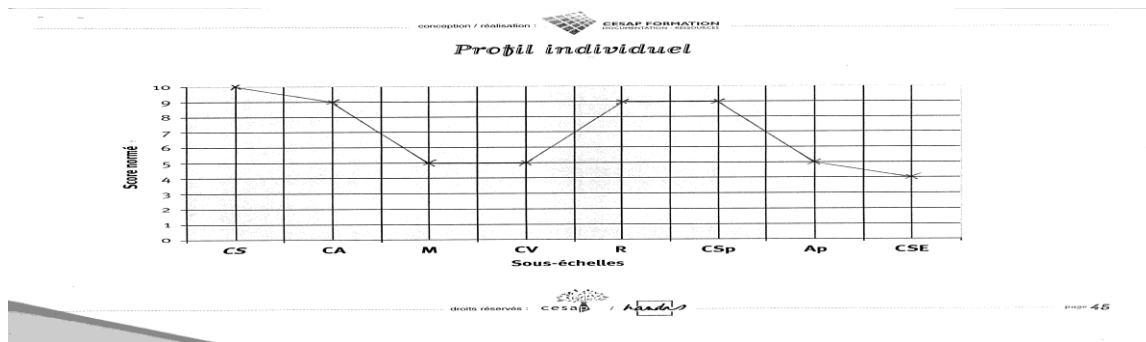 conception / réalisation : CESAP FORMATION
DOCUMENTATION - RESSOURCES
Profil individuel
Score normé :
10
9
8
7
6
5
4
3
2
1
0
CS CA M CV R CSp Ap CSE
Sous-échelles
droits réservés : cesap / handas
page 45